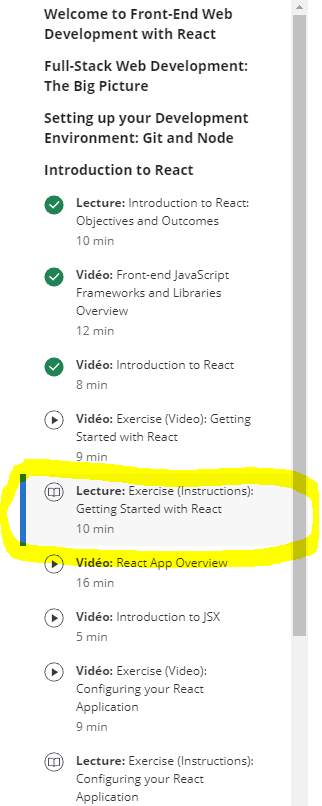 Welcome to Front-End Web
Development with React
Full-Stack Web Development:
The Big Picture
Setting up your Development
Environment: Git and Node
Introduction to React
Lecture: Introduction to React:
Objectives and Outcomes
10 min
Vidéo: Front-end JavaScript
Frameworks and Libraries
Overview
12 min
Vidéo: Introduction to React
8 min
Vidéo: Exercise (Video): Getting
Started with React
9 min
Lecture: Exercise (Instructions):
Getting Started with React
10 min
Vidéo: React App Overview
16 min
Vidéo: Introduction to JSX
5 min
Vidéo: Exercise (Video):
Configuring your React
Application
9 min
Lecture: Exercise (Instructions):
Configuring your React
Application